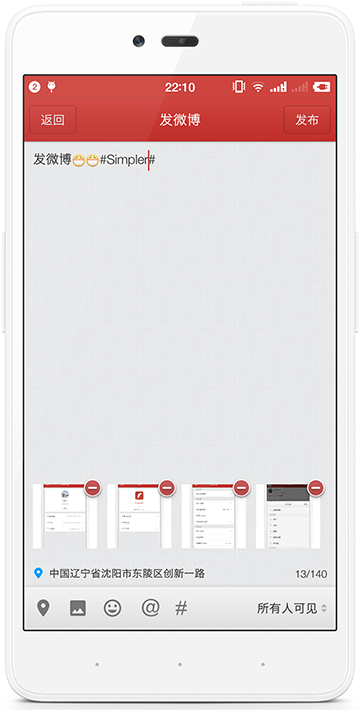 2
22:10
返回
发微博
发布
发微博😁😁#Simpler#
中国辽宁省沈阳市东陵区创新一路
13/140
@ #
所有人可见